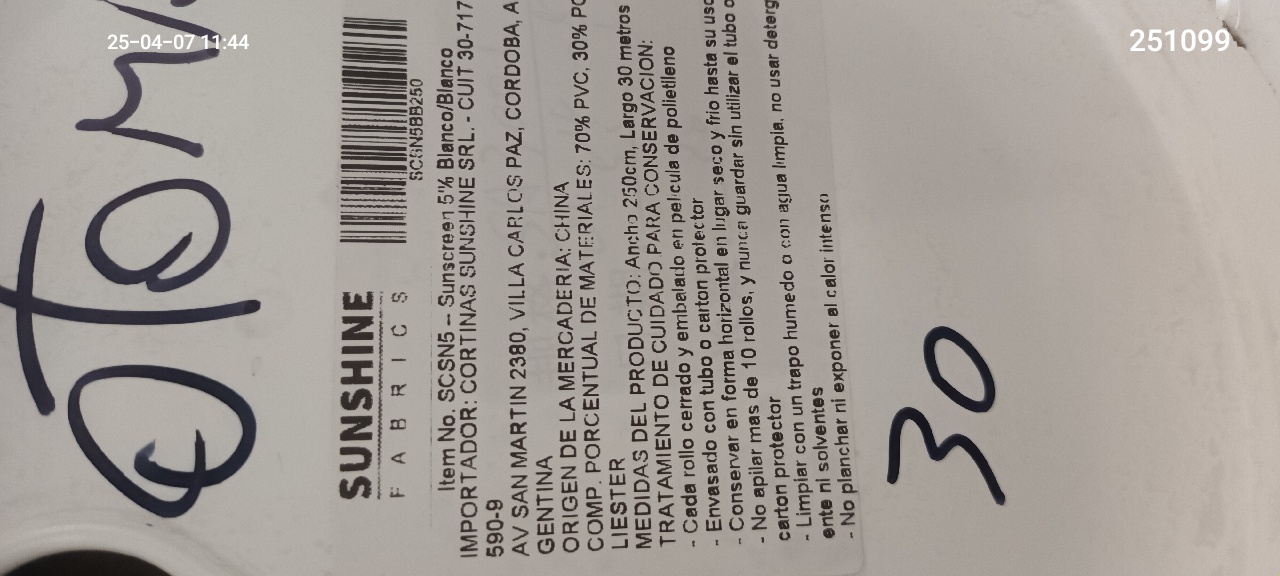 25-04-07 11:44
251099
SUNSHINE
FABRICS
SCSN5BB250
Item No. SCSN5 – Sunscreen 5% Blanco/Blanco
IMPORTADOR: CORTINAS SUNSHINE SRL. - CUIT 30-717
590-9
AV SAN MARTIN 2380, VILLA CARLOS PAZ, CORDOBA, A
GENTINA
ORIGEN DE LA MERCADERIA: CHINA
COMP. PORCENTUAL DE MATERIALES: 70% PVC, 30% PO
LIESTER
MEDIDAS DEL PRODUCTO: Ancho 250cm, Largo 30 metros
TRATAMIENTO DE CUIDADO PARA CONSERVACION:
- Cada rollo cerrado y embalado en pelicula de polietileno
- Envasado con tubo o carton protector
- Conservar en forma horizontal en lugar seco y frio hasta su uso
- No apilar mas de 10 rollos, y nunca guardar sin utilizar el tubo o
carton protector
- Limpiar con un trapo humedo o con agua limpia, no usar deterg
ente ni solventes
- No planchar ni exponer al calor intenso
30